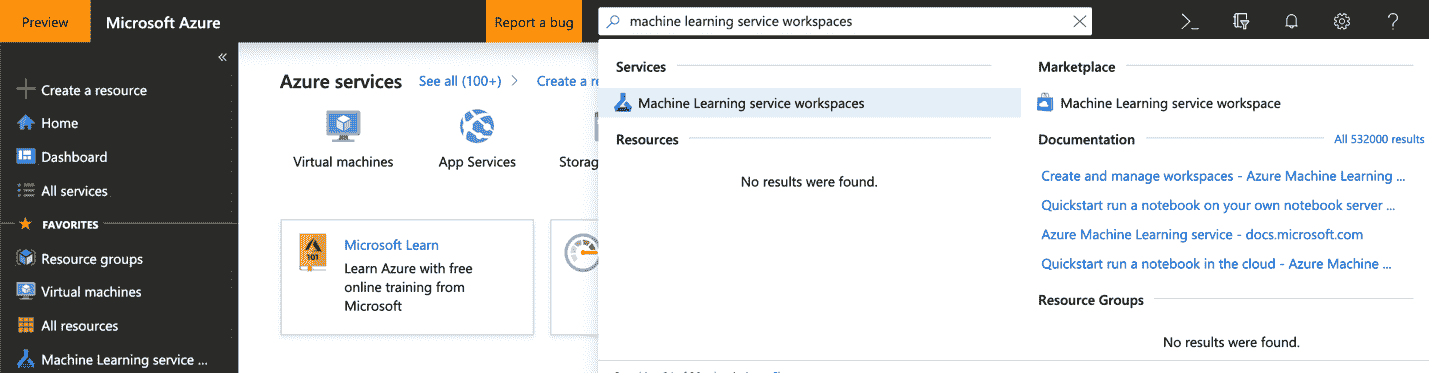 Preview
Microsoft Azure
Report a bug
machine learning service workspaces
Create a resource
Home
Dashboard
All services
FAVORITES
Resource groups
Virtual machines
All resources
Machine Learning service ...
Azure services
See all (100+)
Create a re
Virtual machines
App Services
Storag
101
Microsoft Learn
Learn Azure with free
online training from
Microsoft
Services
Machine Learning service workspaces
Resources
No results were found.
Marketplace
Machine Learning service workspace
Documentation
All 532000 results
Create and manage workspaces - Azure Machine Learning ...
Quickstart run a notebook on your own notebook server ...
Azure Machine Learning service - docs.microsoft.com
Quickstart run a notebook in the cloud - Azure Machine ...
Resource Groups
No results were found.